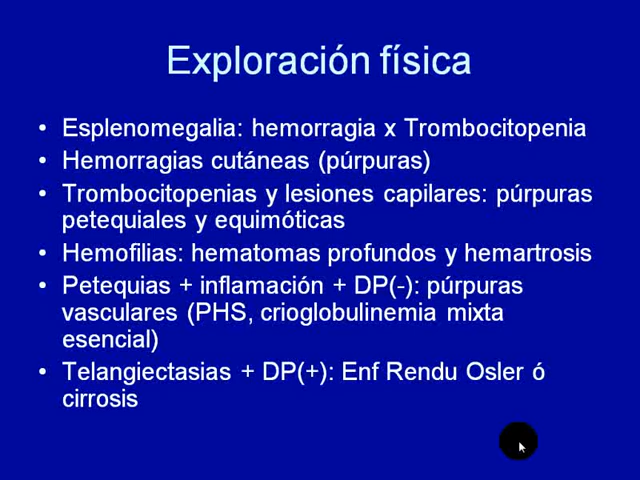 Exploración física
• Esplenomegalia: hemorragia x Trombocitopenia
• Hemorragias cutáneas (púrpuras)
• Trombocitopenias y lesiones capilares: púrpuras
petequiales y equimóticas
• Hemofilias: hematomas profundos y hemartrosis
• Petequias + inflamación + DP(-): púrpuras
vasculares (PHS, crioglobulinemia mixta
esencial)
• Telangiectasias + DP(+): Enf Rendu Osler ó
cirrosis